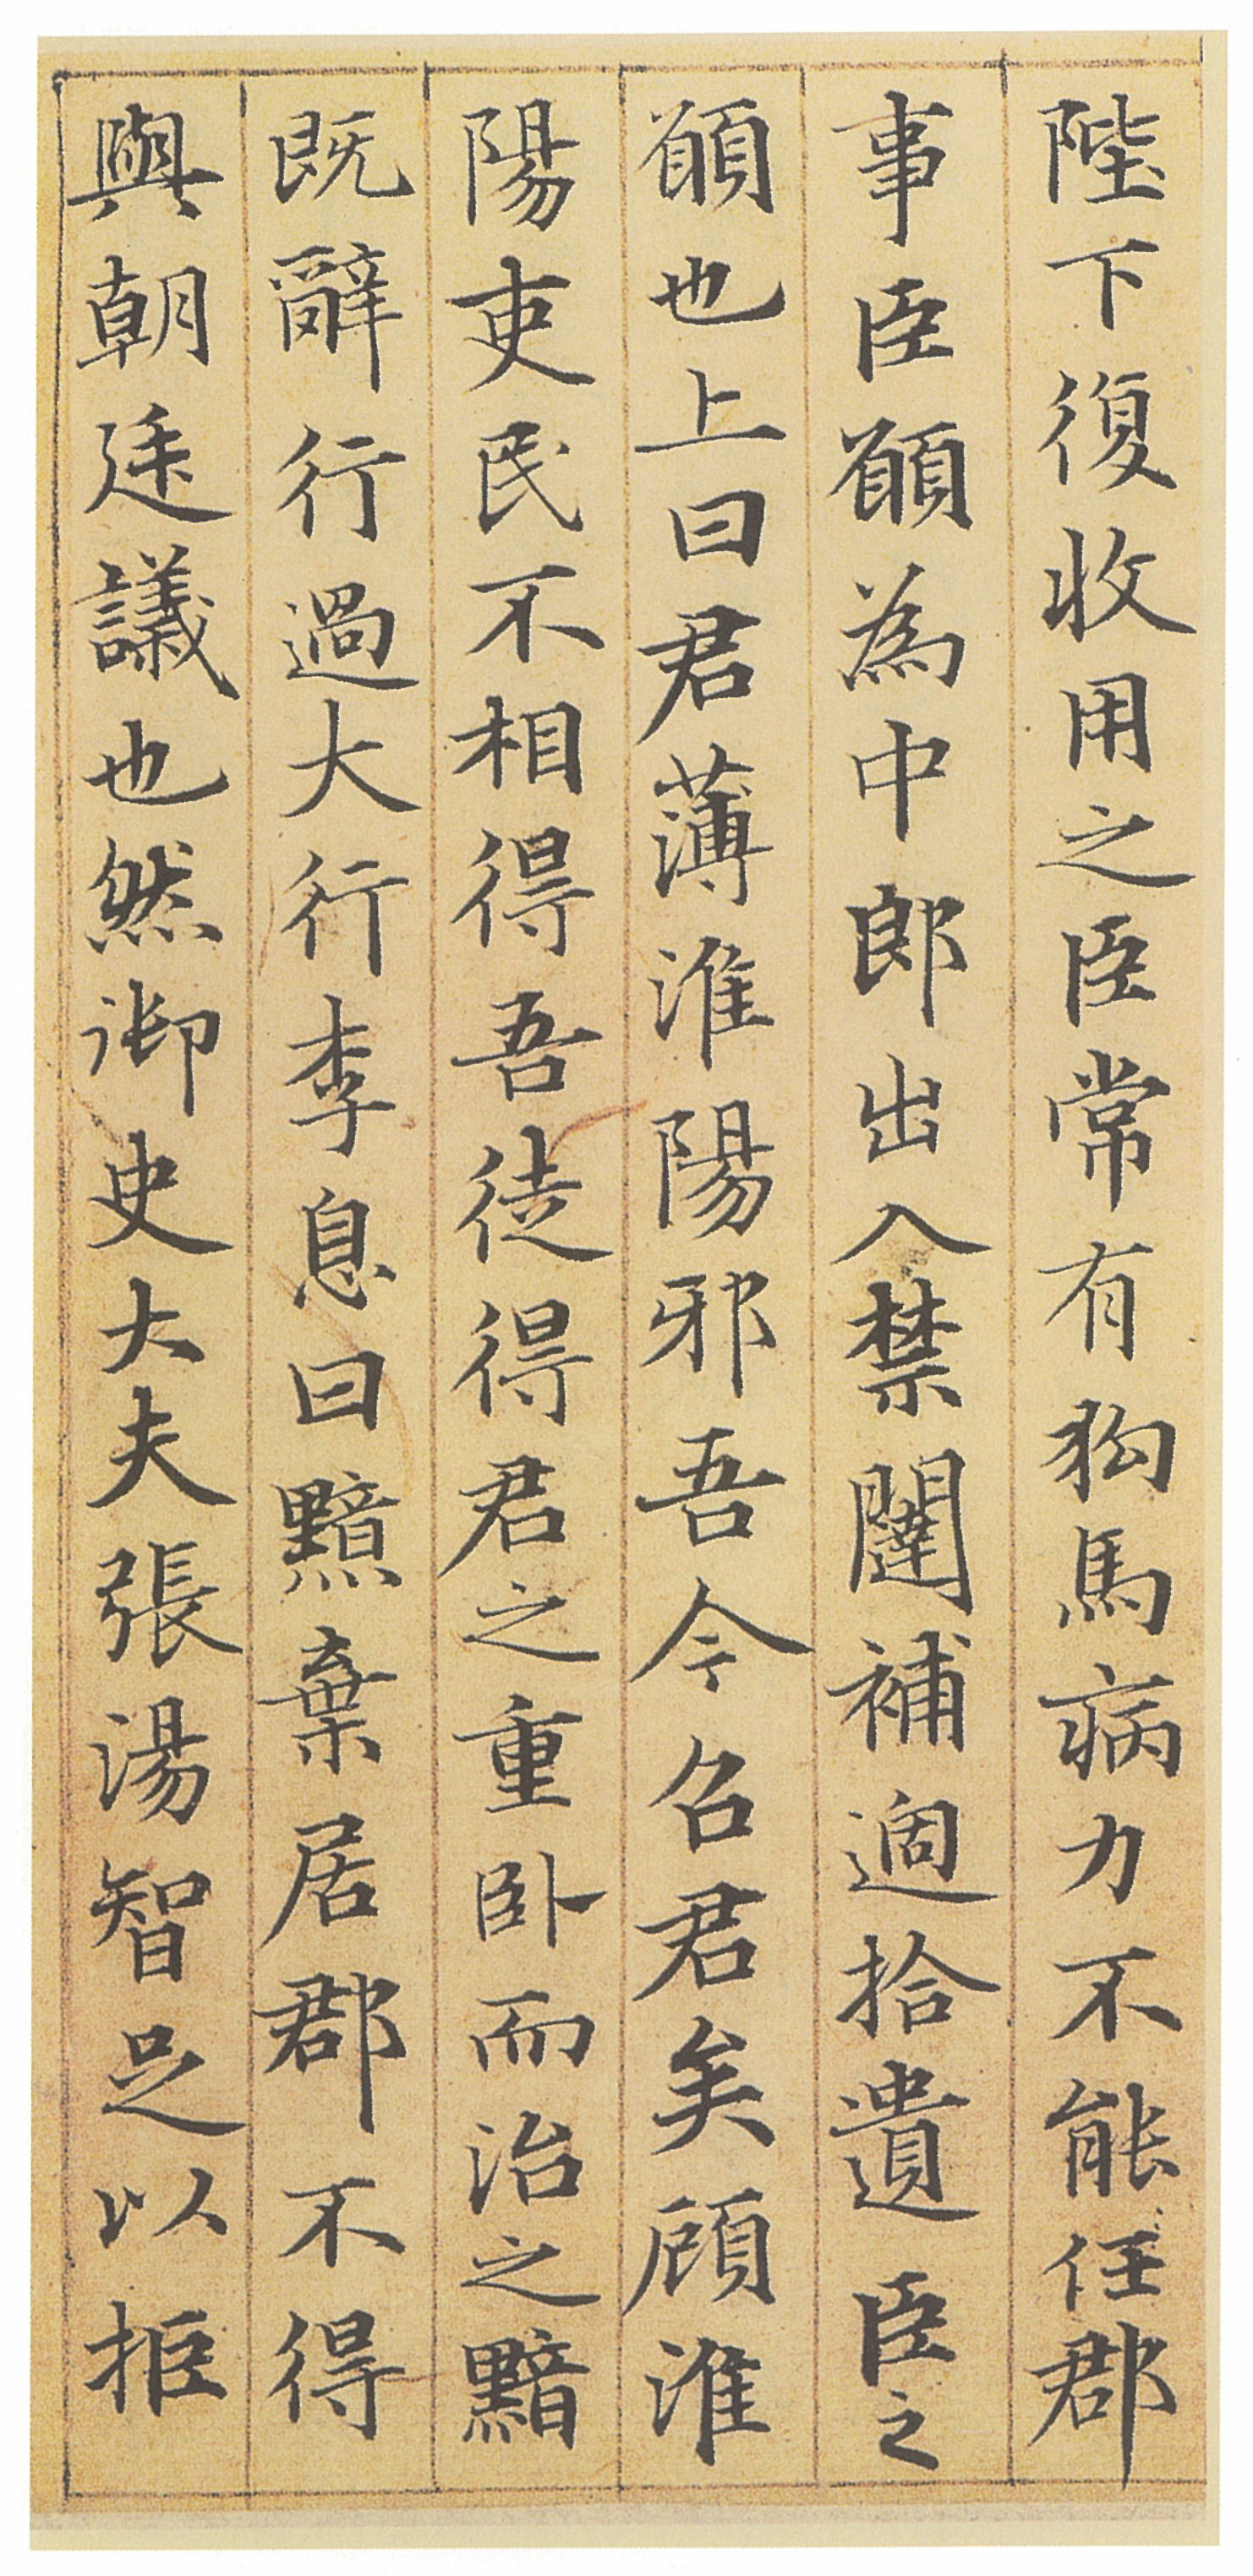 陛下復收用之臣常有狗馬病力不能任郡
事臣願為中郎出入禁闥補過拾遺臣之
願也上曰君薄淮陽邪吾今召君矣顧淮
陽吏民不相得吾徒得君之重臥而治之黯
既辭行過大行李息曰黯棄居郡不得
與朝廷議也然御史大夫張湯智足以拒